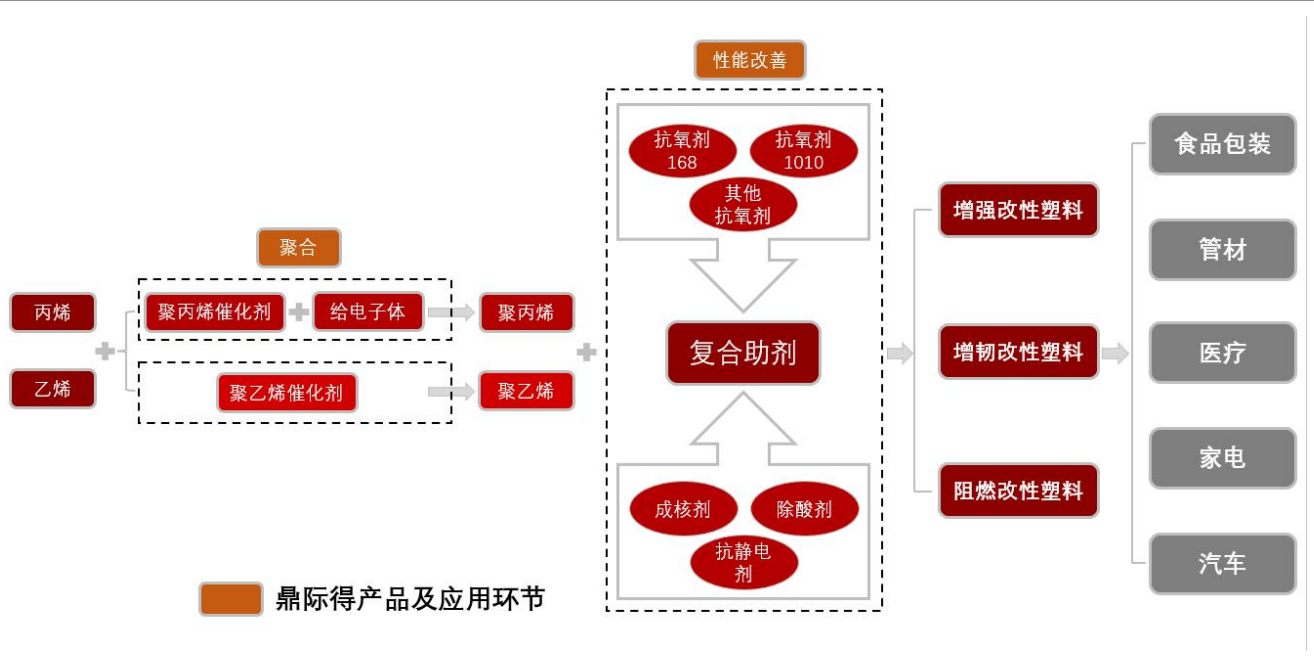 性能改善
抗氧剂
168
抗氧剂
1010
其他
抗氧剂
聚合
丙烯
乙烯
聚丙烯催化剂
给电子体
聚丙烯
聚乙烯催化剂
聚乙烯
复合助剂
成核剂
除酸剂
抗静电
剂
增强改性塑料
增韧改性塑料
阻燃改性塑料
食品包装
管材
医疗
家电
汽车
鼎际得产品及应用环节